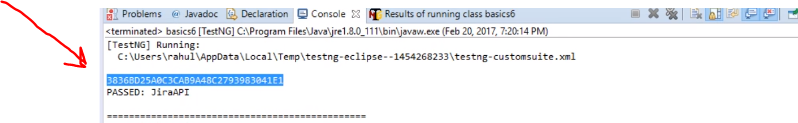 Problems @ Javadoc Declaration Console Results of running class basics6
<terminated> basics6 [TestNG] C:\Program Files\Java\jre1.8.0_111\bin\javaw.exe (Feb 20, 2017, 7:20:14 PM)
[TestNG] Running:
C:\Users\rahul\AppData\Local\Temp\testng-eclipse--1454268233\testng-customsuite.xml
3836BD25A0C3CAB9A48C2793983041E1
PASSED: JiraAPI
===============================================